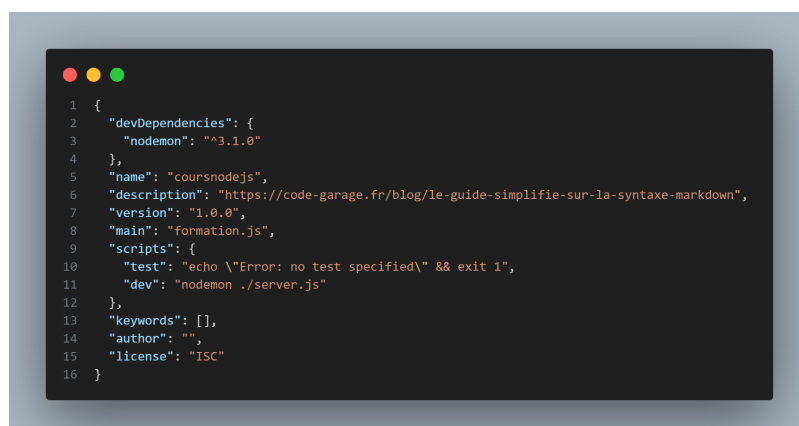 1 {
2 "devDependencies": {
3 "nodemon": "^3.1.0"
4 },
5 "name": "coursnodejs",
6 "description": "https://code-garage.fr/blog/le-guide-simplifie-sur-la-syntaxe-markdown",
7 "version": "1.0.0",
8 "main": "formation.js",
9 "scripts": {
10 "test": "echo \"Error: no test specified\" && exit 1",
11 "dev": "nodemon ./server.js"
12 },
13 "keywords": [],
14 "author": "",
15 "license": "ISC"
16 }